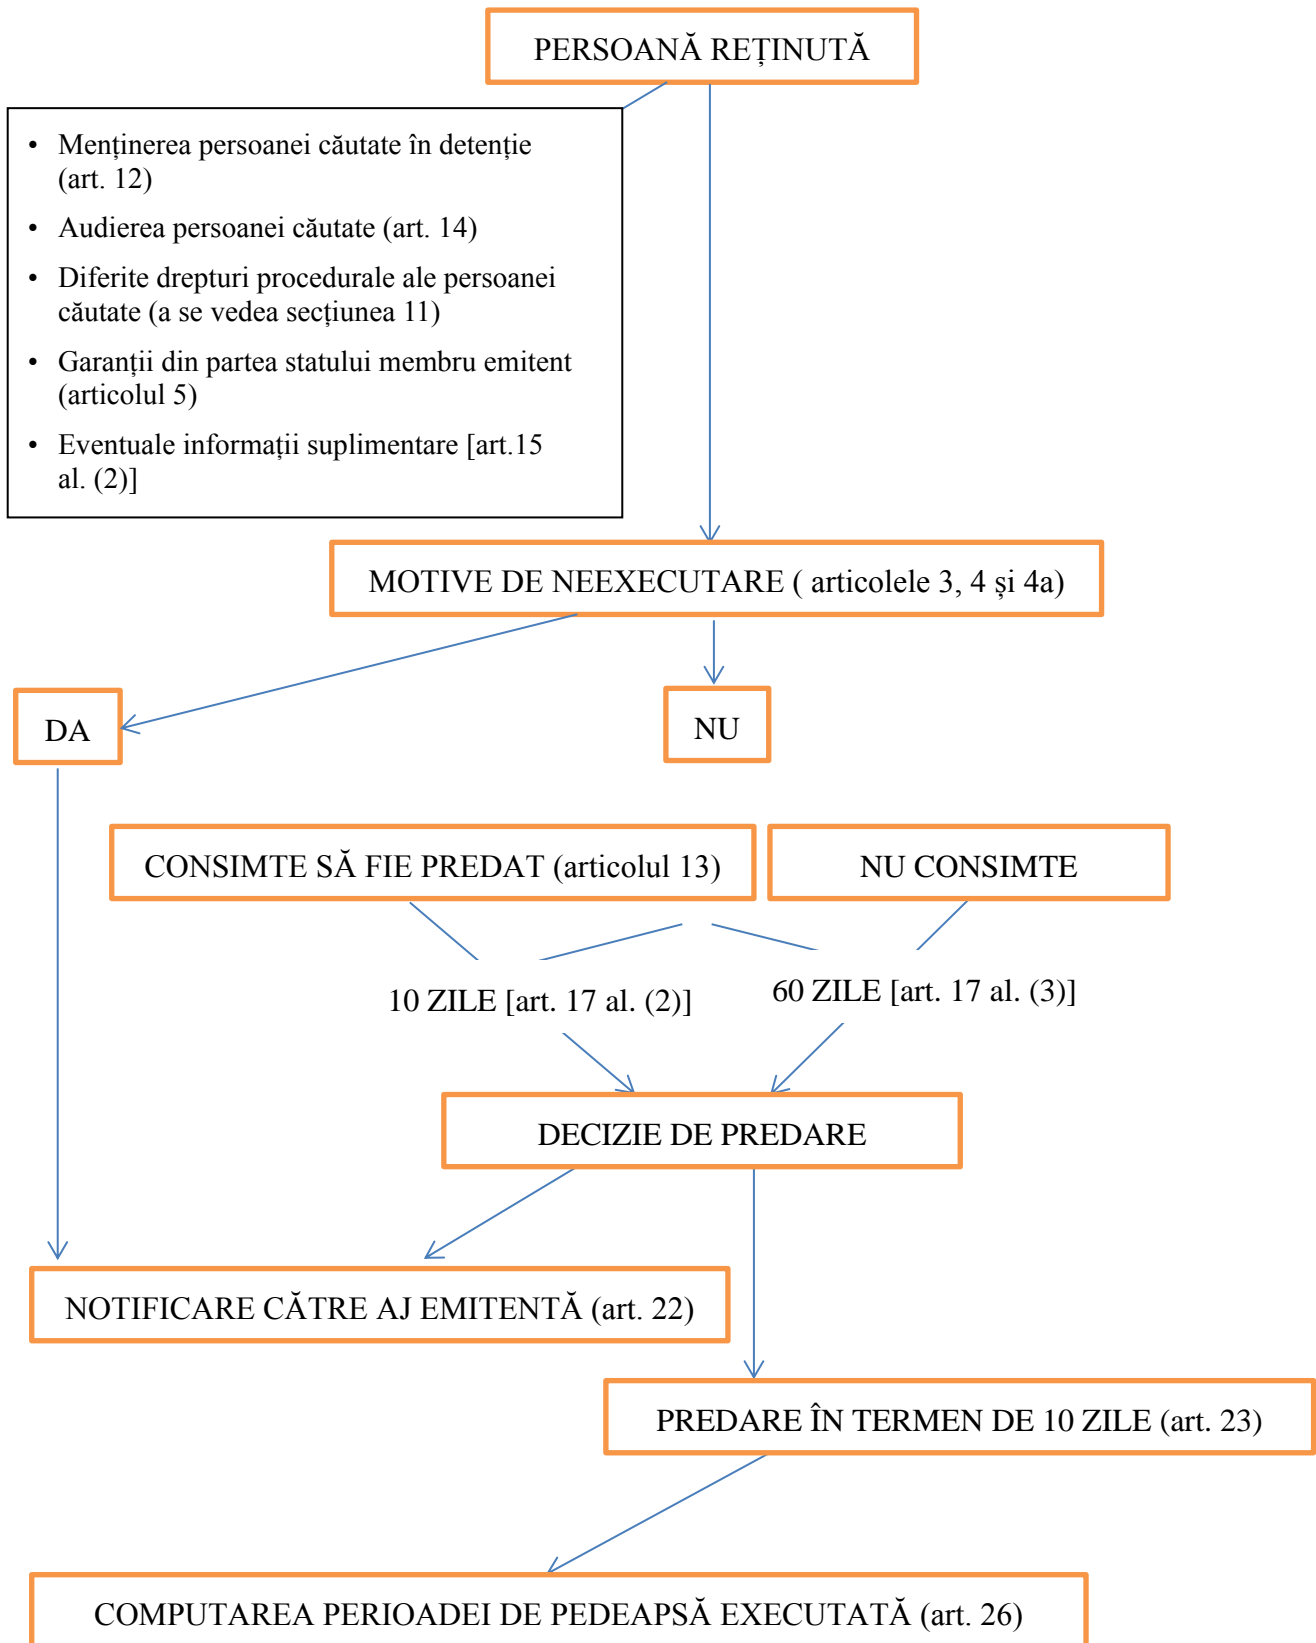 PERSOANĂ REȚINUTĂ
• Menținerea persoanei căutate în detenție
(art. 12)
• Audierea persoanei căutate (art. 14)
• Diferite drepturi procedurale ale persoanei
căutate (a se vedea secțiunea 11)
• Garanții din partea statului membru emitent
(articolul 5)
• Eventuale informații suplimentare [art.15
al. (2)]
MOTIVE DE NEEXECUTARE ( articolele 3, 4 și 4a)
DA
NU
CONSIMTE SĂ FIE PREDAT (articolul 13)
NU CONSIMTE
10 ZILE [art. 17 al. (2)]
60 ZILE [art. 17 al. (3)]
DECIZIE DE PREDARE
NOTIFICARE CĂTRE AJ EMITENTĂ (art. 22)
PREDARE ÎN TERMEN DE 10 ZILE (art. 23)
COMPUTAREA PERIOADEI DE PEDEAPSĂ EXECUTATĂ (art. 26)